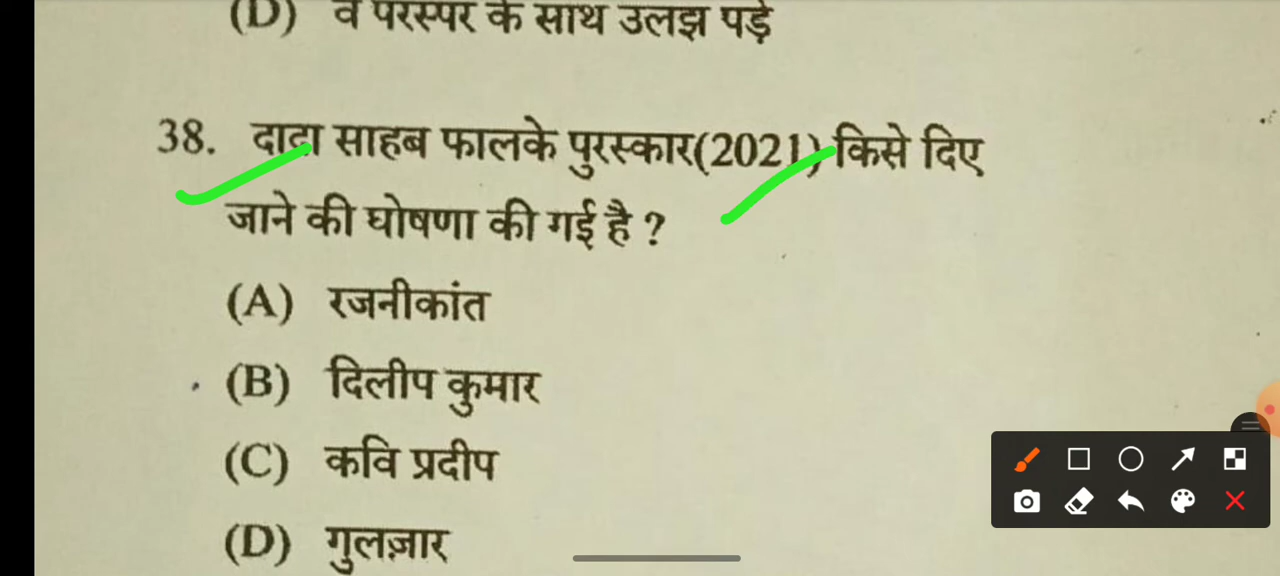 (D) वे परस्पर के साथ उलझ पड़े
38. दादा साहब फालके पुरस्कार(2021) किसे दिए
जाने की घोषणा की गई है ?
(A) रजनीकांत
(B) दिलीप कुमार
(C) कवि प्रदीप
(D) गुलज़ार